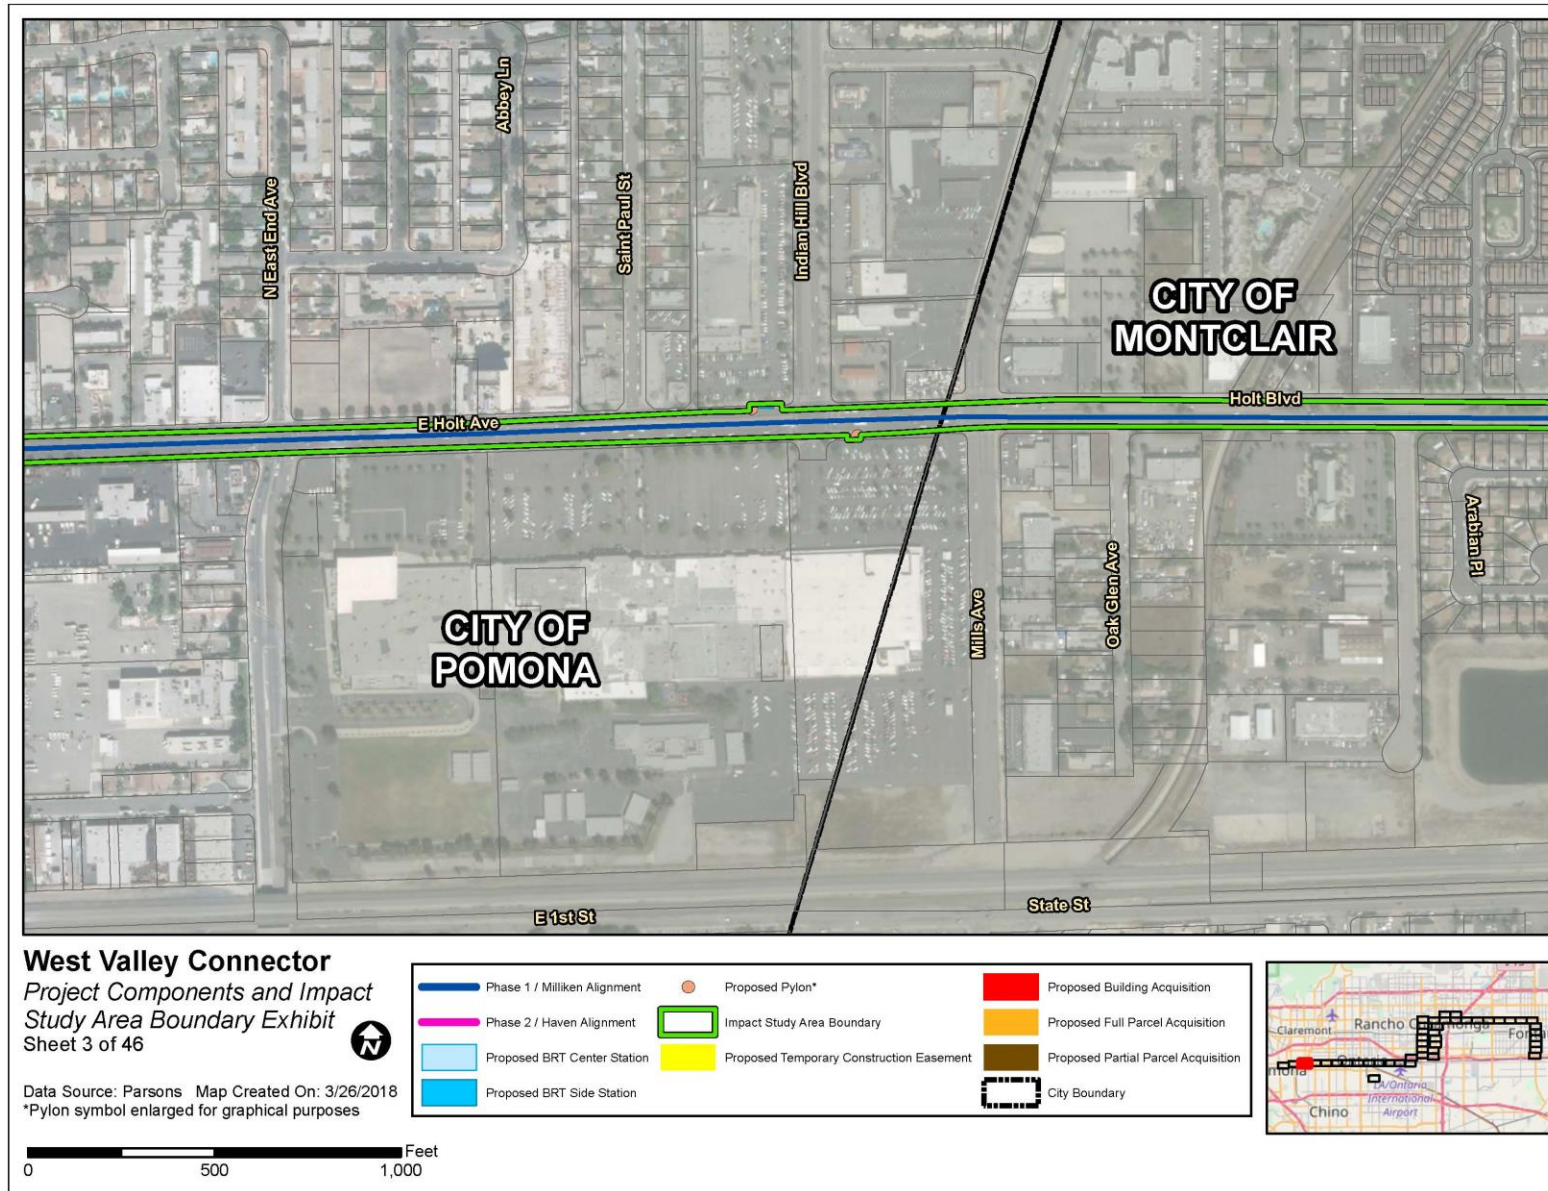 Abbey Ln
N East End Ave
Saint Paul St
Indian Hill Blvd
CITY OF
MONTCLAIR
E Holt Ave
Holt Blvd
Arabian Pl
Oak Glen Ave
Mills Ave
CITY OF
POMONA
E 1st St
State St
West Valley Connector
Project Components and Impact
Study Area Boundary Exhibit
Sheet 3 of 46
N
Data Source: Parsons Map Created On: 3/26/2018
*Pylon symbol enlarged for graphical purposes
0 500 1,000 Feet
Phase 1 / Milliken Alignment
Phase 2 / Haven Alignment
Proposed BRT Center Station
Proposed BRT Side Station
Proposed Pylon*
Impact Study Area Boundary
Proposed Temporary Construction Easement
Proposed Building Acquisition
Proposed Full Parcel Acquisition
Proposed Partial Parcel Acquisition
City Boundary
Claremont
Ontario
LA/Ontario
International
Airport
Chino